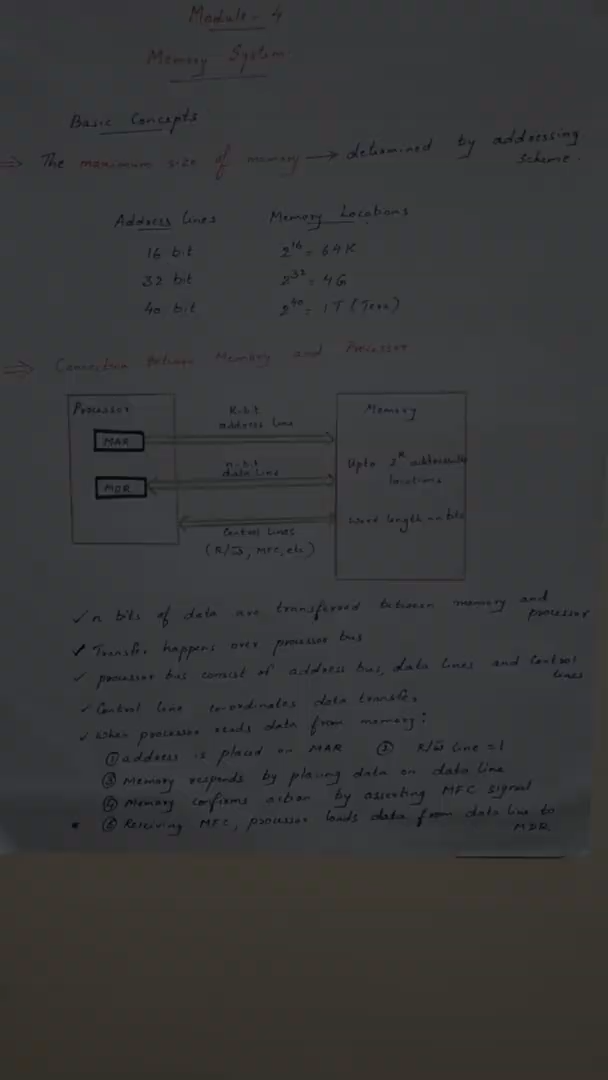 Module - 4
Memory System
Basic Concepts
⇒ The maximum size of memory → determined by addressing scheme.
Address Lines Memory Locations
16 bit 2^16 = 64K
32 bit 2^32 = 4G
40 bit 2^40 = 1T (Tera)
⇒ Connection Between Memory and Processor
Processor
MAR
MDR
K-bit
address line
n-bit
data line
Control Lines
(R/W̅, MFC, etc)
Memory
Upto 2^K addressable
locations
Word length = n bits
✓ n bits of data are transferred between memory and processor
✓ Transfer happens over processor bus
✓ processor bus consist of address bus, data lines and control lines
✓ Control line co-ordinates data transfer
✓ When processor reads data from memory:
① address is placed on MAR ② R/W̅ line = 1
③ Memory responds by placing data on data line
④ Memory confirms action by asserting MFC signal
⑤ Receiving MFC, processor loads data from data line to MDR